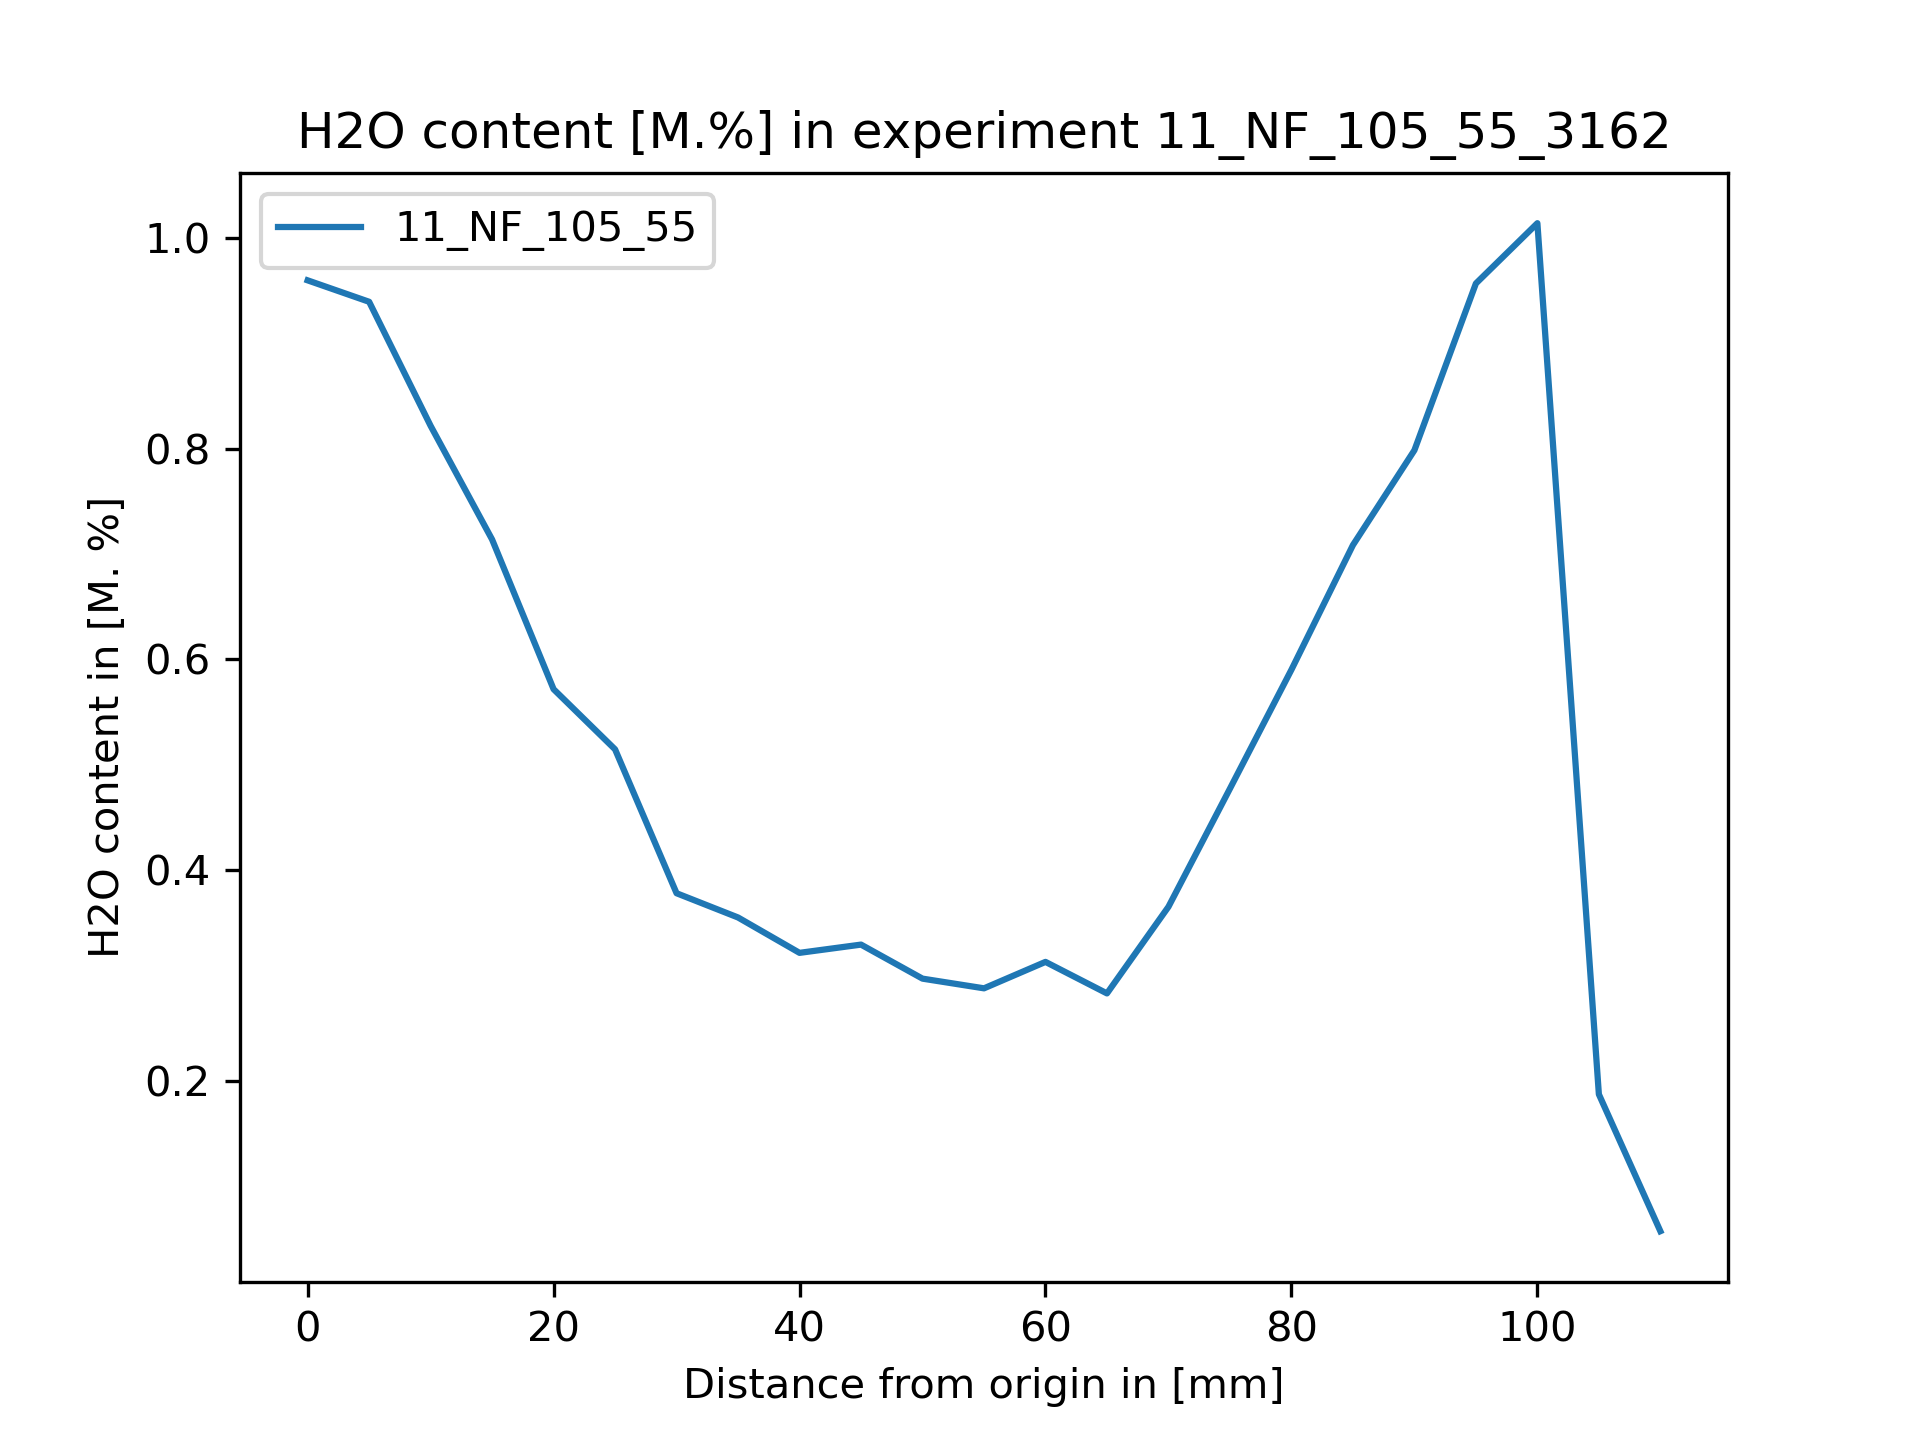 H2O content [M.%] in experiment 11_NF_105_55_3162
11_NF_105_55
1.0
0.8
0.6
0.4
0.2
H2O content in [M. %]
0 20 40 60 80 100
Distance from origin in [mm]